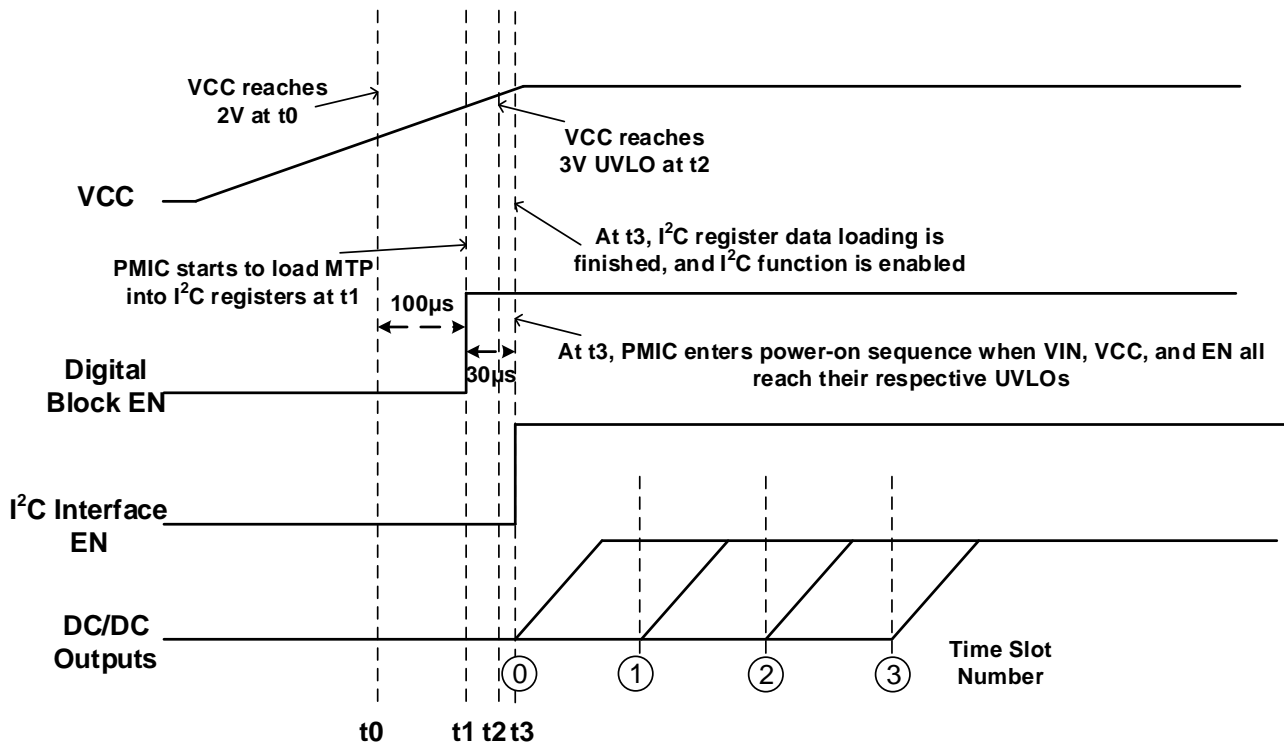 VCC reaches
2V at t0
VCC reaches
3V UVLO at t2
VCC
At t3, I²C register data loading is
finished, and I²C function is enabled
PMIC starts to load MTP
into I²C registers at t1
100µs
At t3, PMIC enters power-on sequence when VIN, VCC, and EN all
reach their respective UVLOs
30µs
Digital
Block EN
I²C Interface
EN
DC/DC
Outputs
0
1
2
3
Time Slot
Number
t0
t1
t2
t3